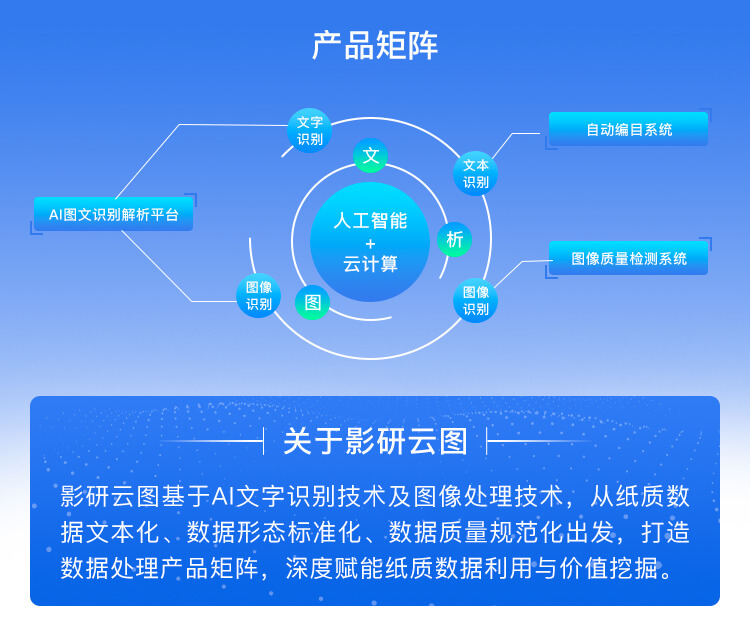 产品矩阵
文字
识别
文
自动编目系统
文本
识别
AI图文识别解析平台
人工智能
+
云计算
析
图像质量检测系统
图像
识别
图
图像
识别
关于影研云图
影研云图基于AI文字识别技术及图像处理技术，从纸质数
据文本化、数据形态标准化、数据质量规范化出发，打造
数据处理产品矩阵，深度赋能纸质数据利用与价值挖掘。